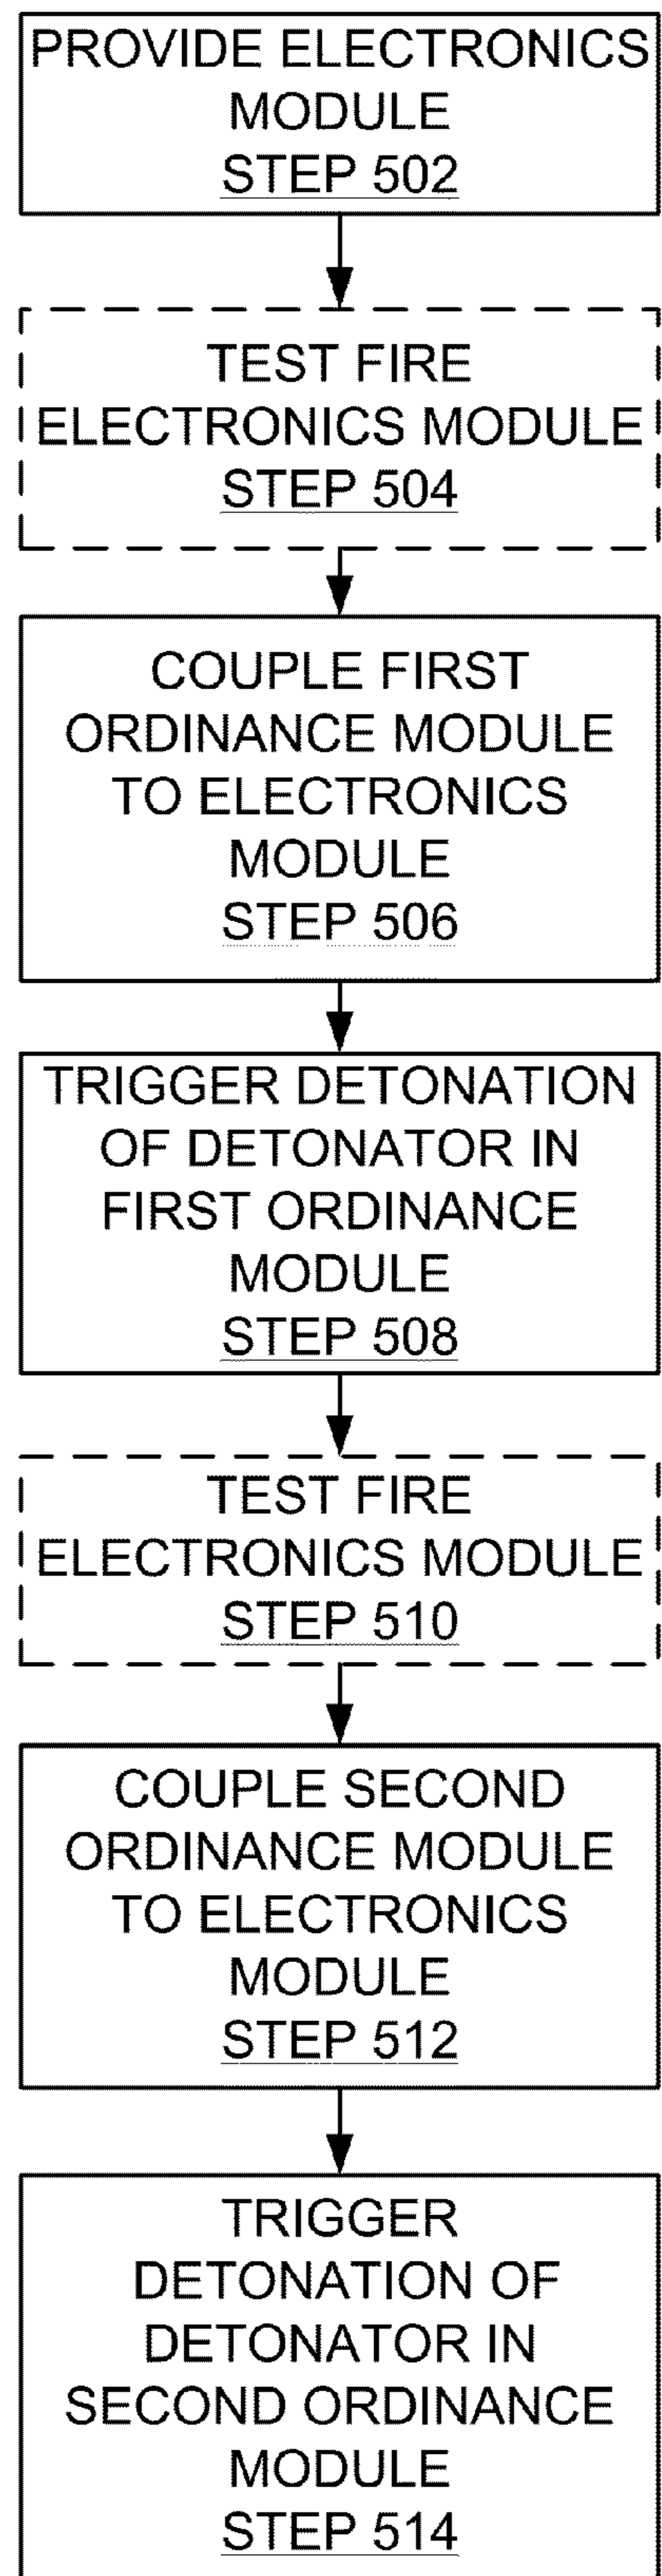 PROVIDE ELECTRONICS
MODULE
STEP 502
TEST FIRE
ELECTRONICS MODULE
STEP 504
COUPLE FIRST
ORDINANCE MODULE
TO ELECTRONICS
MODULE
STEP 506
TRIGGER DETONATION
OF DETONATOR IN
FIRST ORDINANCE
MODULE
STEP 508
TEST FIRE
ELECTRONICS MODULE
STEP 510
COUPLE SECOND
ORDINANCE MODULE
TO ELECTRONICS
MODULE
STEP 512
TRIGGER
DETONATION OF
DETONATOR IN
SECOND ORDINANCE
MODULE
STEP 514